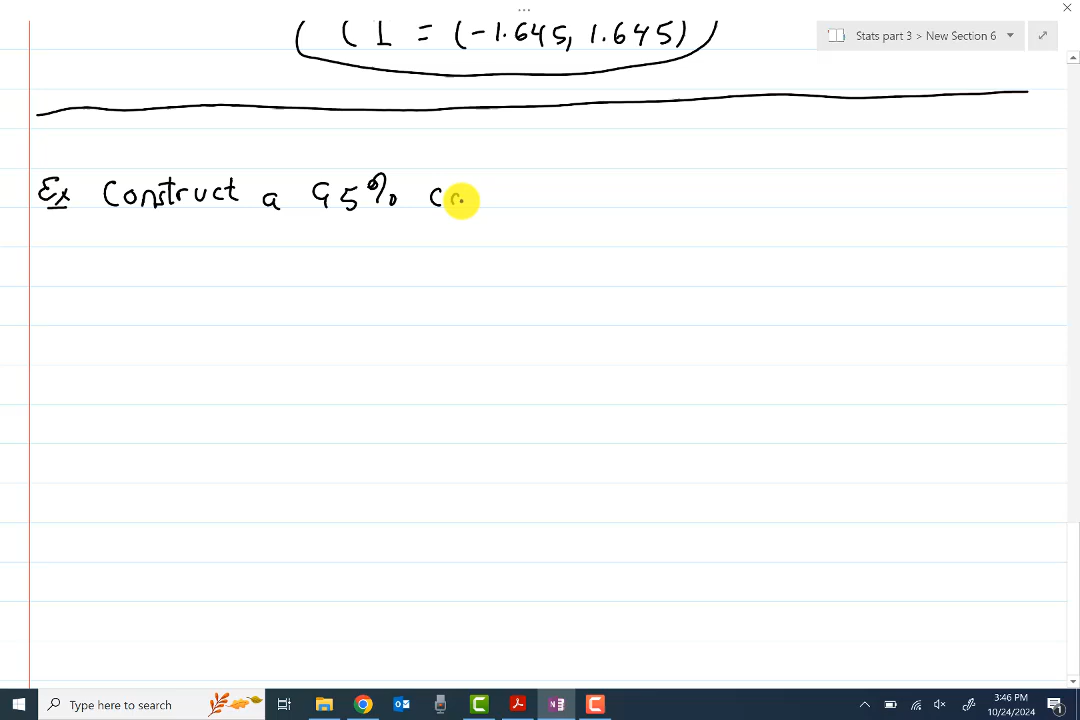 ...
C I = (-1.645, 1.645)
Stats part 3 > New Section 6
Ex Construct a 95%
Type here to search
3:46 PM
10/24/2024
1